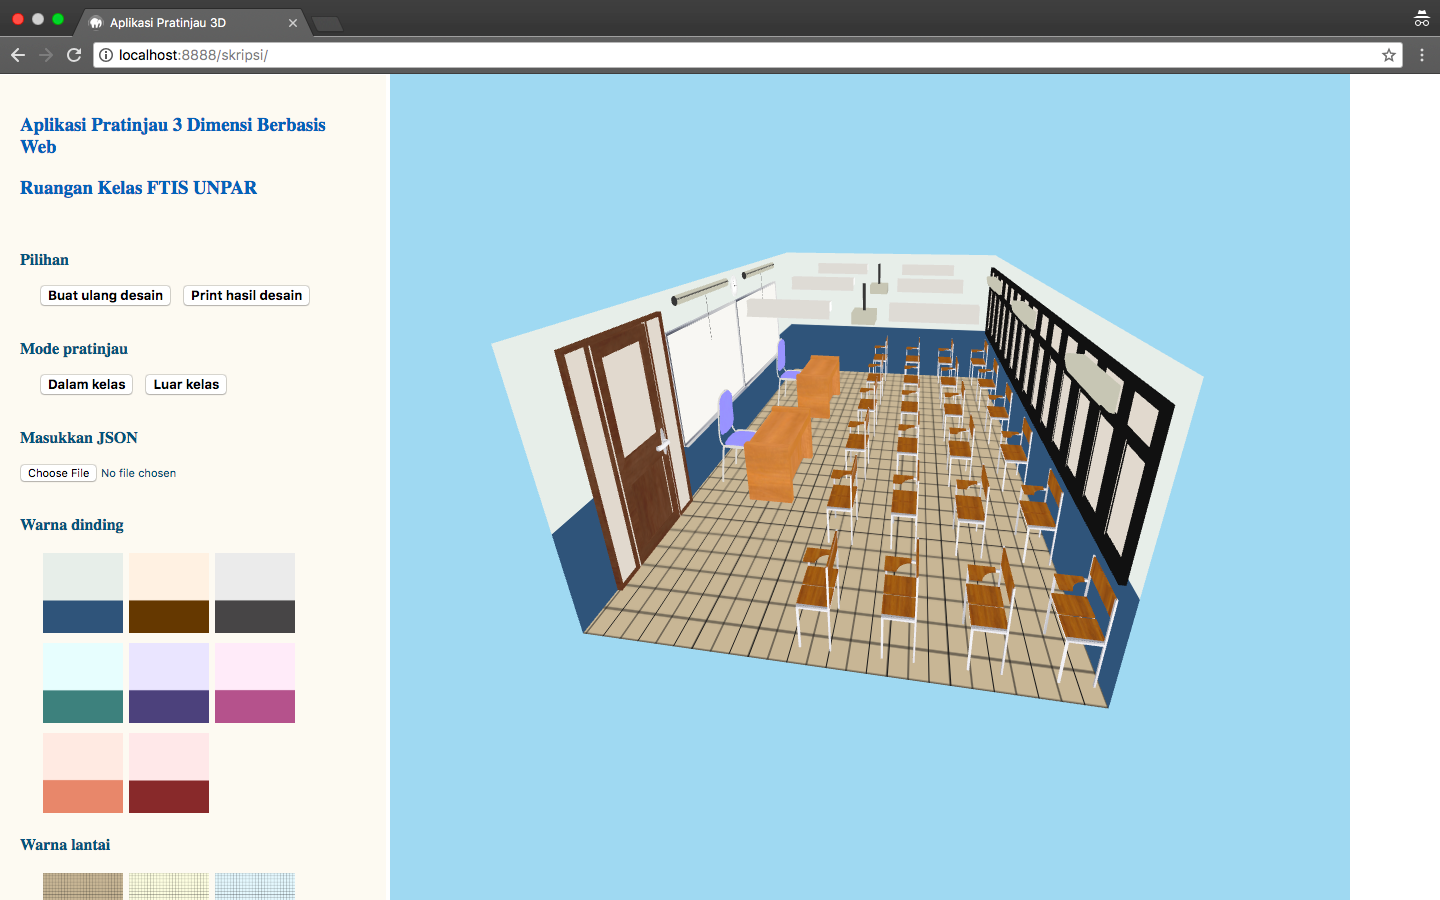 Aplikasi Pratinjau 3D
localhost:8888/skripsi/
Aplikasi Pratinjau 3 Dimensi Berbasis
Web
Ruangan Kelas FTIS UNPAR
Pilihan
Buat ulang desain Print hasil desain
Mode pratinjau
Dalam kelas Luar kelas
Masukkan JSON
Choose File No file chosen
Warna dinding
Warna lantai